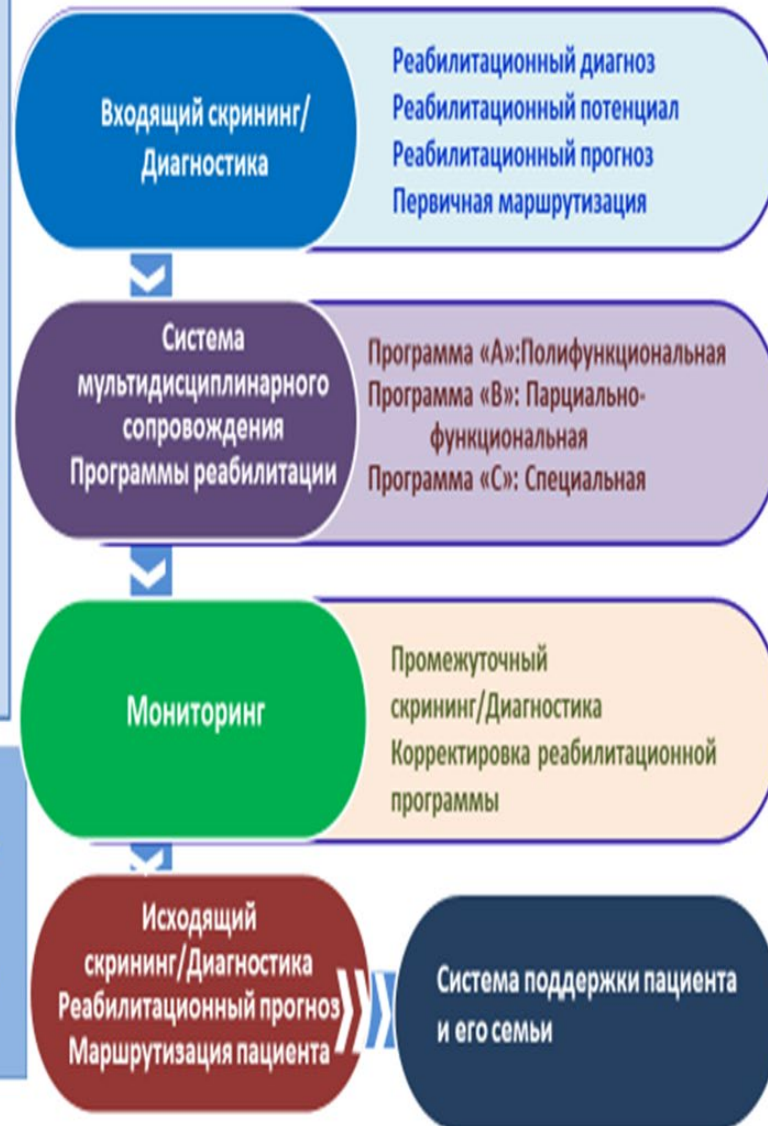 Входящий скрининг/
Диагностика
Реабилитационный диагноз
Реабилитационный потенциал
Реабилитационный прогноз
Первичная маршрутизация
Система
мультидисциплинарного
сопровождения
Программы реабилитации
Программа «А»:Полифункциональная
Программа «В»: Парциально-
функциональная
Программа «С»: Специальная
Мониторинг
Промежуточный
скрининг/Диагностика
Корректировка реабилитационной
программы
Исходящий
скрининг/Диагностика
Реабилитационный прогноз
Маршрутизация пациента
Система поддержки пациента
и его семьи